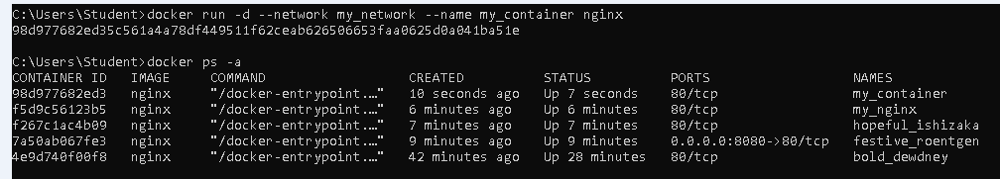 C:\Users\Student>docker run -d --network my_network --name my_container nginx
98d977682ed35c561a4a78df449511f62ceab626506653faa0625d0a041ba51e
C:\Users\Student>docker ps -a
CONTAINER ID   IMAGE     COMMAND                  CREATED          STATUS          PORTS                  NAMES
98d977682ed3   nginx     "/docker-entrypoint.…"   10 seconds ago   Up 7 seconds    80/tcp                 my_container
f5d9c56123b5   nginx     "/docker-entrypoint.…"   6 minutes ago    Up 6 minutes    80/tcp                 my_nginx
f267c1ac4b09   nginx     "/docker-entrypoint.…"   7 minutes ago    Up 7 minutes    80/tcp                 hopeful_ishizaka
7a50ab067fe3   nginx     "/docker-entrypoint.…"   9 minutes ago    Up 9 minutes    0.0.0.0:8080->80/tcp   festive_roentgen
4e9d740f00f8   nginx     "/docker-entrypoint.…"   42 minutes ago   Up 28 minutes   80/tcp                 bold_dewdney